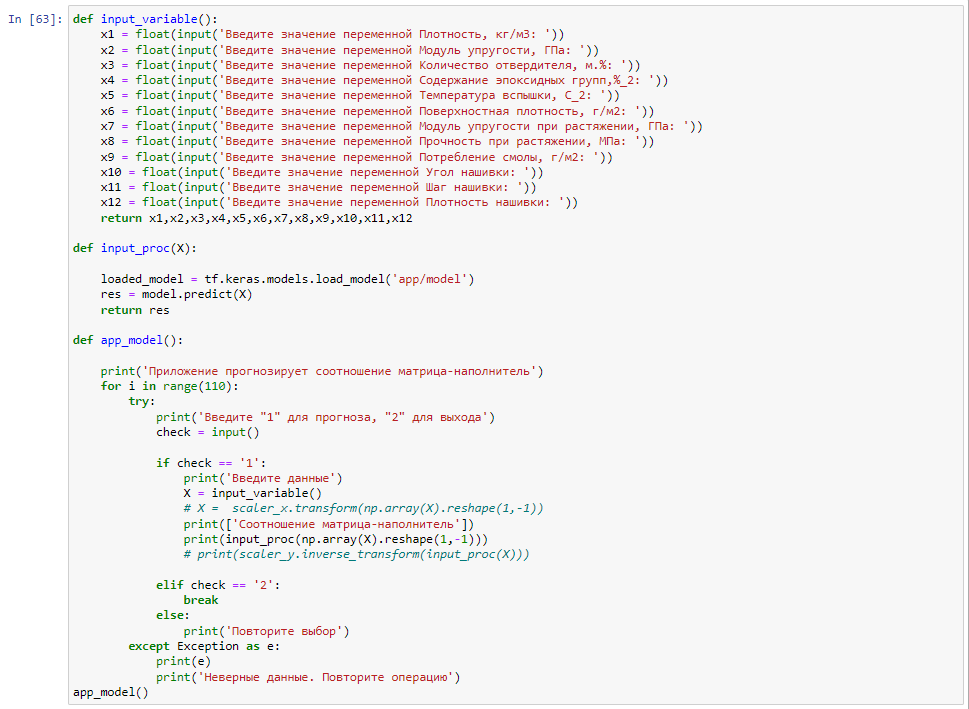 In [63]: def input_variable():
    x1 = float(input('Введите значение переменной Плотность, кг/м3: '))
    x2 = float(input('Введите значение переменной Модуль упругости, ГПа: '))
    x3 = float(input('Введите значение переменной Количество отвердителя, м.%: '))
    x4 = float(input('Введите значение переменной Содержание эпоксидных групп,%_2: '))
    x5 = float(input('Введите значение переменной Температура вспышки, С_2: '))
    x6 = float(input('Введите значение переменной Поверхностная плотность, г/м2: '))
    x7 = float(input('Введите значение переменной Модуль упругости при растяжении, ГПа: '))
    x8 = float(input('Введите значение переменной Прочность при растяжении, МПа: '))
    x9 = float(input('Введите значение переменной Потребление смолы, г/м2: '))
    x10 = float(input('Введите значение переменной Угол нашивки: '))
    x11 = float(input('Введите значение переменной Шаг нашивки: '))
    x12 = float(input('Введите значение переменной Плотность нашивки: '))
    return x1,x2,x3,x4,x5,x6,x7,x8,x9,x10,x11,x12
def input_proc(X):
    loaded_model = tf.keras.models.load_model('app/model')
    res = model.predict(X)
    return res
def app_model():
    print('Приложение прогнозирует соотношение матрица-наполнитель')
    for i in range(110):
        try:
            print('Введите "1" для прогноза, "2" для выхода')
            check = input()
            if check == '1':
                print('Введите данные')
                X = input_variable()
                # X =  scaler_x.transform(np.array(X).reshape(1,-1))
                print(['Соотношение матрица-наполнитель'])
                print(input_proc(np.array(X).reshape(1,-1)))
                # print(scaler_y.inverse_transform(input_proc(X)))
            elif check == '2':
                break
            else:
                print('Повторите выбор')
        except Exception as e:
            print(e)
            print('Неверные данные. Повторите операцию')
app_model()